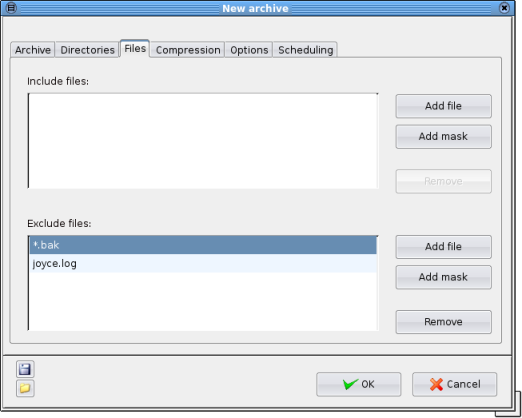 New archive
Archive Directories Files Compression Options Scheduling
Include files:
Add file
Add mask
Remove
Exclude files:
*.bak
Add file
joyce.log
Add mask
Remove
OK Cancel